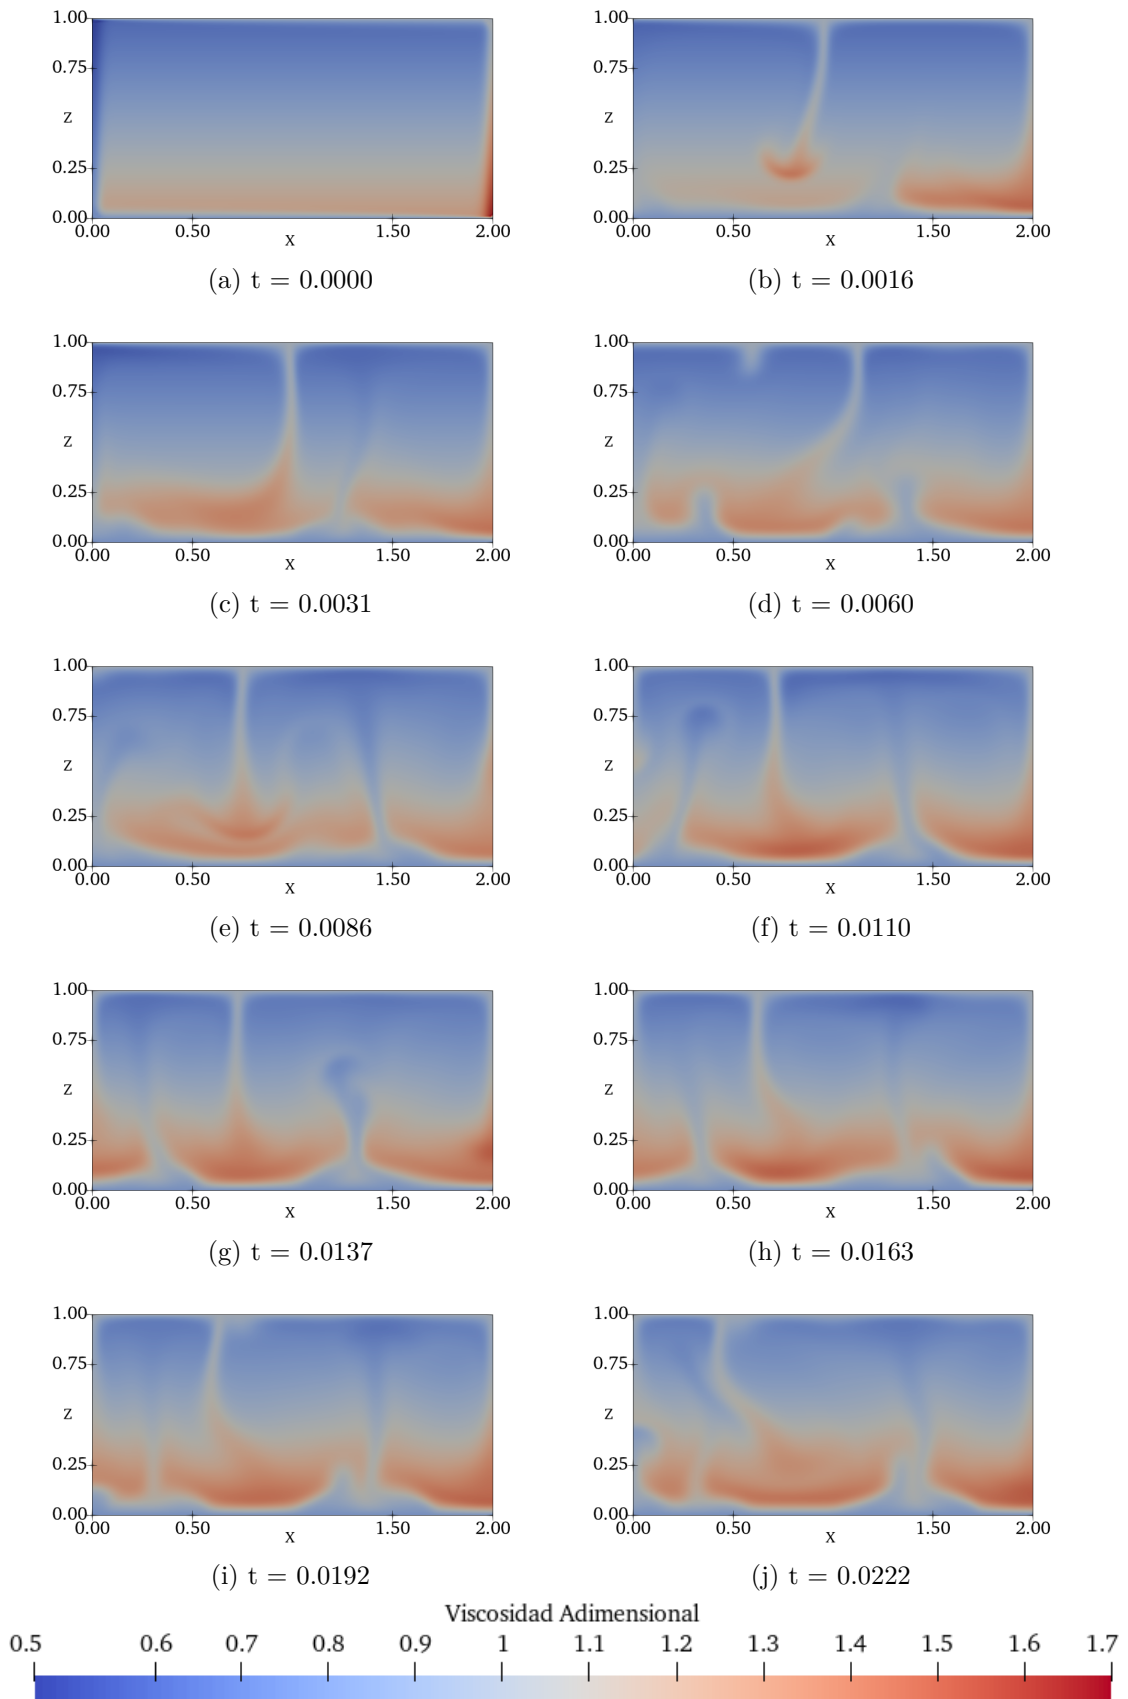 1.00 1.00
0.75 0.75
Z Z
0.25 0.25
0.00 0.00
0.00 0.50 1.50 2.00 0.00 0.50 1.50 2.00
X X
(a) t = 0.0000 (b) t = 0.0016
1.00 1.00
0.75 0.75
Z Z
0.25 0.25
0.00 0.00
0.00 0.50 1.50 2.00 0.00 0.50 1.50 2.00
X X
(c) t = 0.0031 (d) t = 0.0060
1.00 1.00
0.75 0.75
Z Z
0.25 0.25
0.00 0.00
0.00 0.50 1.50 2.00 0.00 0.50 1.50 2.00
X X
(e) t = 0.0086 (f) t = 0.0110
1.00 1.00
0.75 0.75
Z Z
0.25 0.25
0.00 0.00
0.00 0.50 1.50 2.00 0.00 0.50 1.50 2.00
X X
(g) t = 0.0137 (h) t = 0.0163
1.00 1.00
0.75 0.75
Z Z
0.25 0.25
0.00 0.00
0.00 0.50 1.50 2.00 0.00 0.50 1.50 2.00
X X
(i) t = 0.0192 (j) t = 0.0222
Viscosidad Adimensional
0.5 0.6 0.7 0.8 0.9 1 1.1 1.2 1.3 1.4 1.5 1.6 1.7